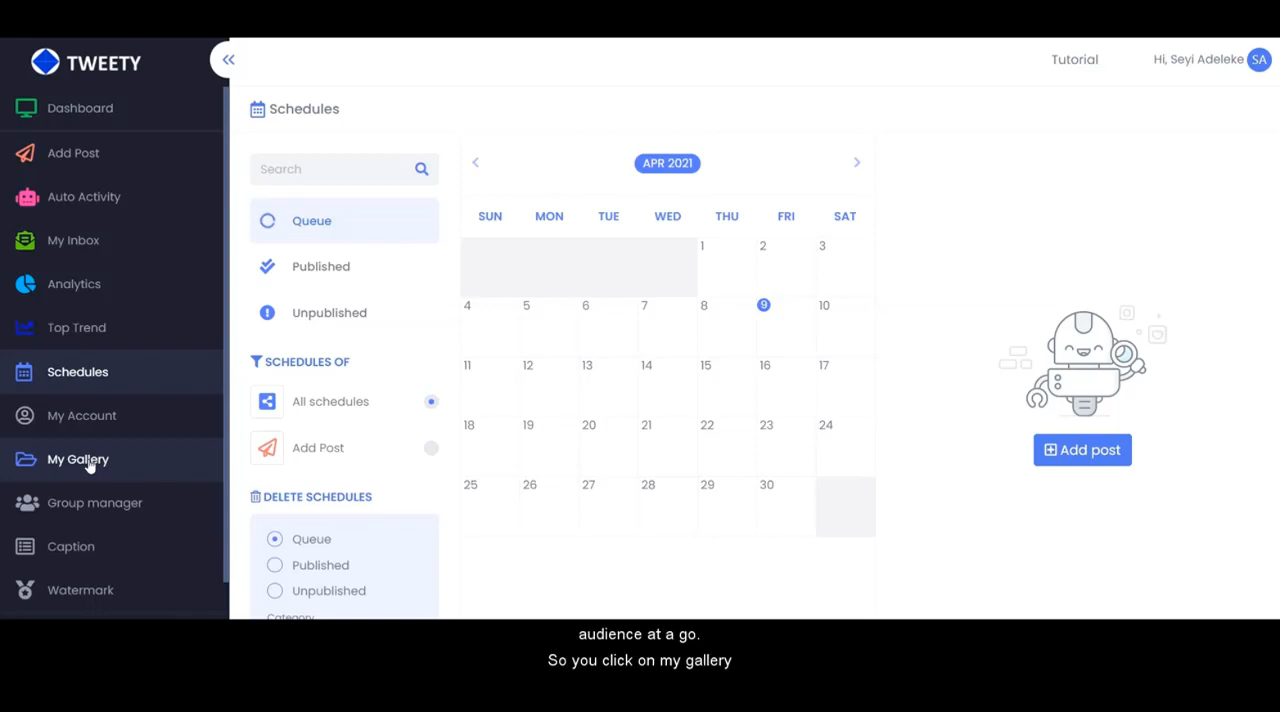 TWEETY
Dashboard
Add Post
Auto Activity
My Inbox
Analytics
Top Trend
Schedules
My Account
My Gallery
Group manager
Caption
Watermark
Tutorial
Hi, Seyi Adeleke SA
Schedules
Search
Queue
Published
Unpublished
SCHEDULES OF
All schedules
Add Post
DELETE SCHEDULES
Queue
Published
Unpublished
Category
APR 2021
SUN MON TUE WED THU FRI SAT
1 2 3
4 5 6 7 8 9 10
11 12 13 14 15 16 17
18 19 20 21 22 23 24
25 26 27 28 29 30
Add post
audience at a go.
So you click on my gallery